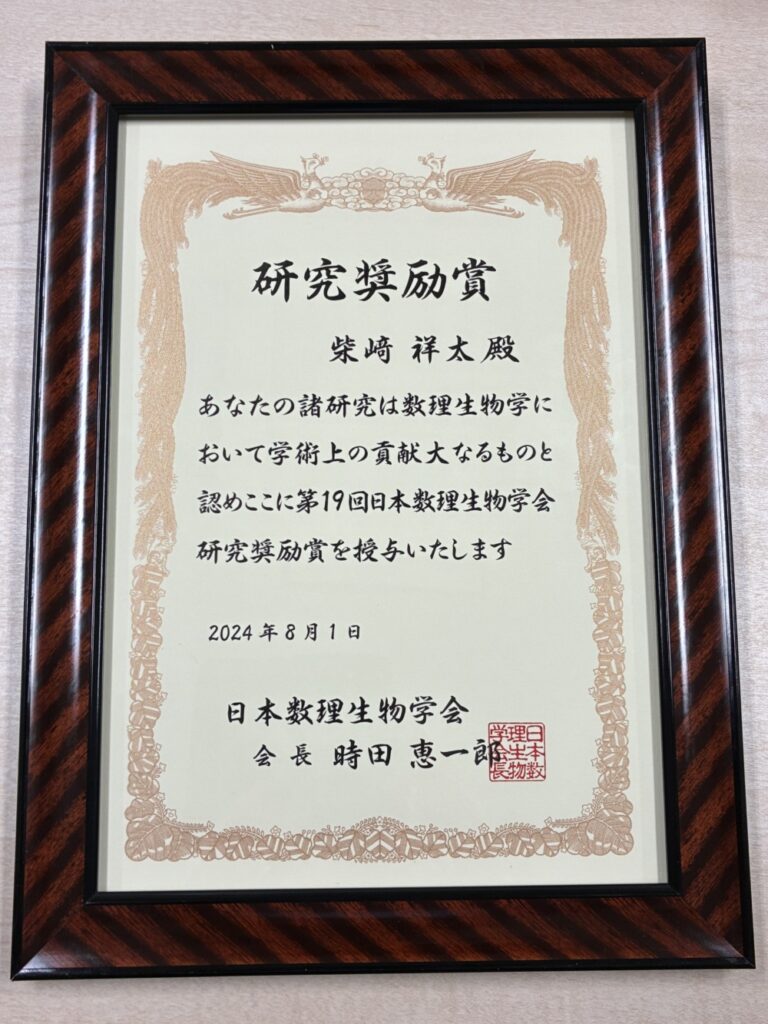 研究奨励賞
柴﨑 祥太 殿
あなたの諸研究は数理生物学に
おいて学術上の貢献大なるものと
認めここに第19回日本数理生物学会
研究奨励賞を授与いたします
2024年8月1日
日本数理生物学会
会長 時田 恵一郎
日本数理生物学会長